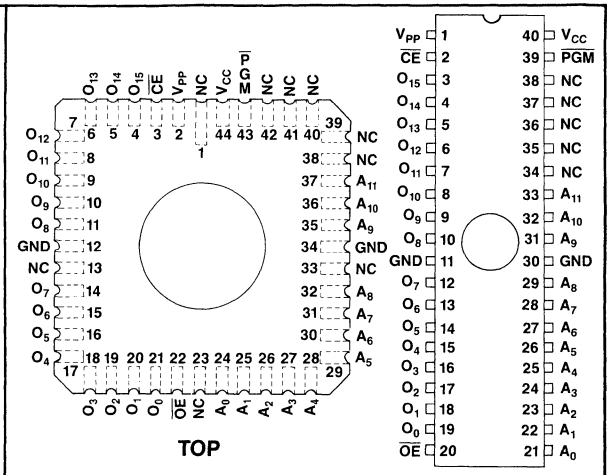 O13 O14 O15 C̅E̅ VPP NC VCC P̅G̅M̅ NC NC NC
7 6 5 4 3 2 1 44 43 42 41 40 39
O12 NC
O11 8 38 NC
O10 9 37 A11
O9 10 36 A10
O8 11 35 A9
GND 12 34 GND
NC 13 33 NC
O7 14 32 A8
O6 15 31 A7
O5 16 30 A6
O4 A5
17 18 19 20 21 22 23 24 25 26 27 28 29
O3 O2 O1 O0 O̅E̅ NC A0 A1 A2 A3 A4
TOP
VPP 1 40 VCC
C̅E̅ 2 39 P̅G̅M̅
O15 3 38 NC
O14 4 37 NC
O13 5 36 NC
O12 6 35 NC
O11 7 34 NC
O10 8 33 A11
O9 9 32 A10
O8 10 31 A9
GND 11 30 GND
O7 12 29 A8
O6 13 28 A7
O5 14 27 A6
O4 15 26 A5
O3 16 25 A4
O2 17 24 A3
O1 18 23 A2
O0 19 22 A1
O̅E̅ 20 21 A0